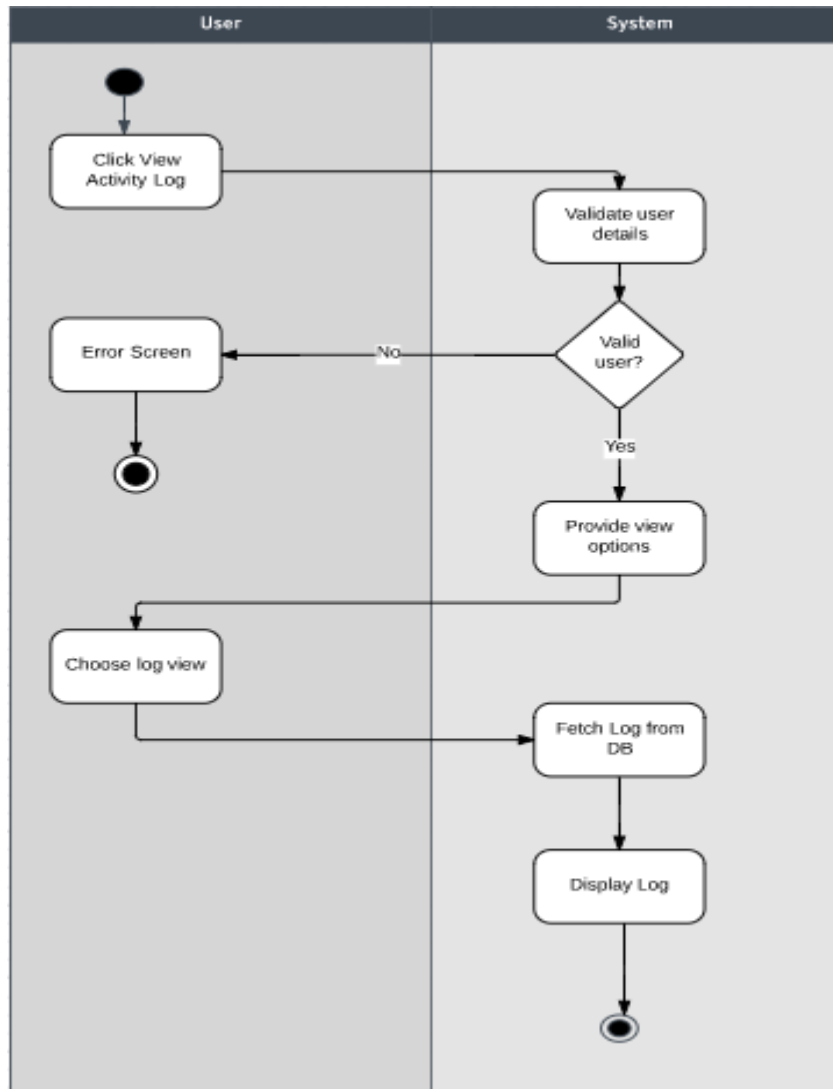 User
System
Click View
Activity Log
Validate user
details
Error Screen
No
Valid
user?
Yes
Provide view
options
Choose log view
Fetch Log from
DB
Display Log